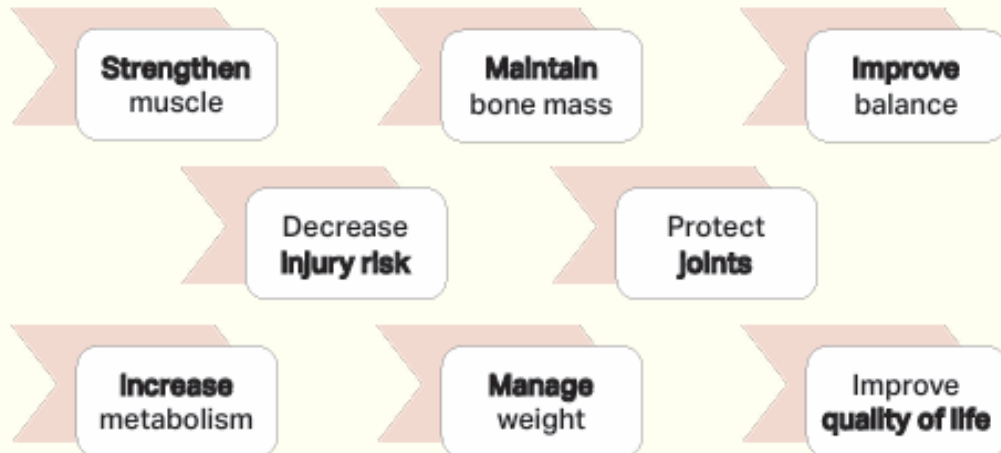 Strengthen
muscle
Maintain
bone mass
Improve
balance
Decrease
injury risk
Protect
joints
Increase
metabolism
Manage
weight
Improve
quality of life